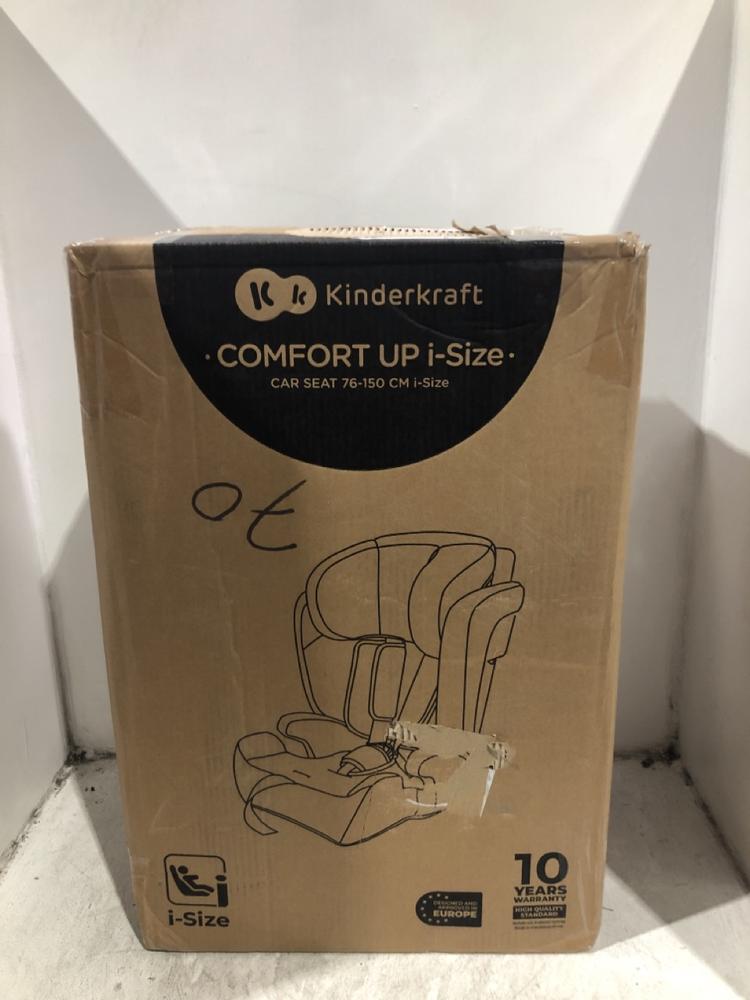 K k Kinderkraft
·COMFORT UP i-Size·
CAR SEAT 76-150 CM i-Size
i-Size
DESIGNED AND
APPROVED IN
EUROPE
10
YEARS
WARRANTY
HIGH QUALITY
STANDARD